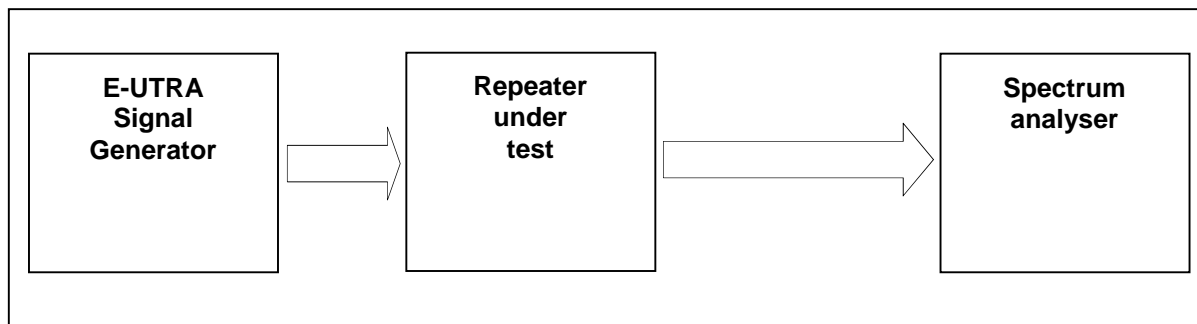 E-UTRA
Signal
Generator
Repeater
under
test
Spectrum
analyser